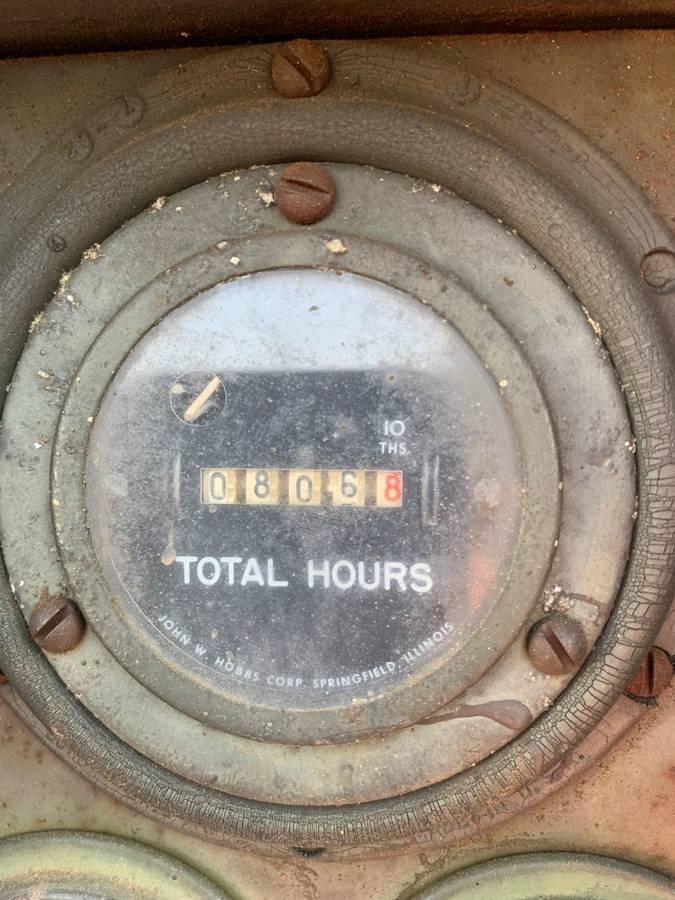 10
THS.
08068
TOTAL HOURS
JOHN W. HOBBS CORP. SPRINGFIELD, ILLINOIS